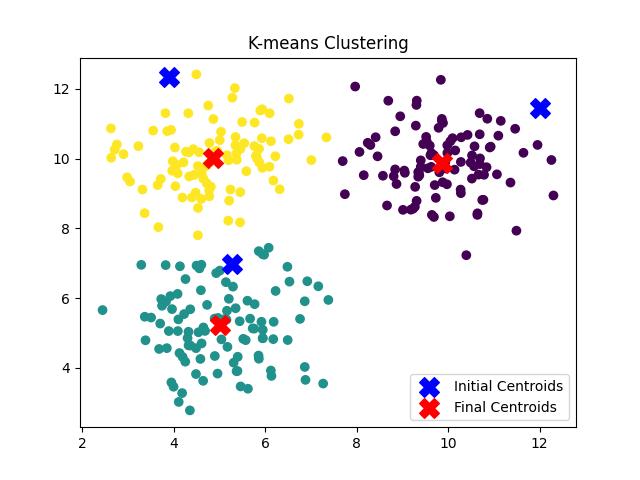 K-means Clustering
12
10
8
6
4
2 4 6 8 10 12
Initial Centroids
Final Centroids